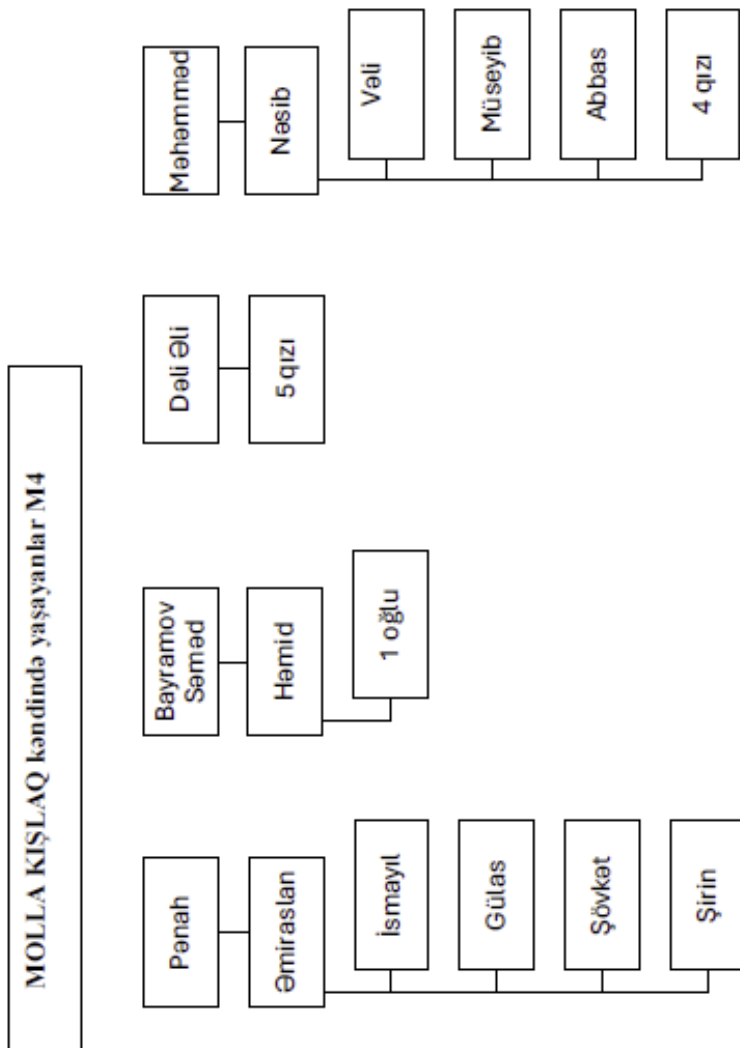 MOLLA KIŞLAQ kəndində yaşayanlar M4
Pənah
Əmiraslan
İsmayıl
Gülas
Şövkət
Şirin
Bayramov
Səməd
Həmid
1 oğlu
Dəli Əli
5 qızı
Məhəmməd
Nəsib
Vəli
Müseyib
Abbas
4 qızı